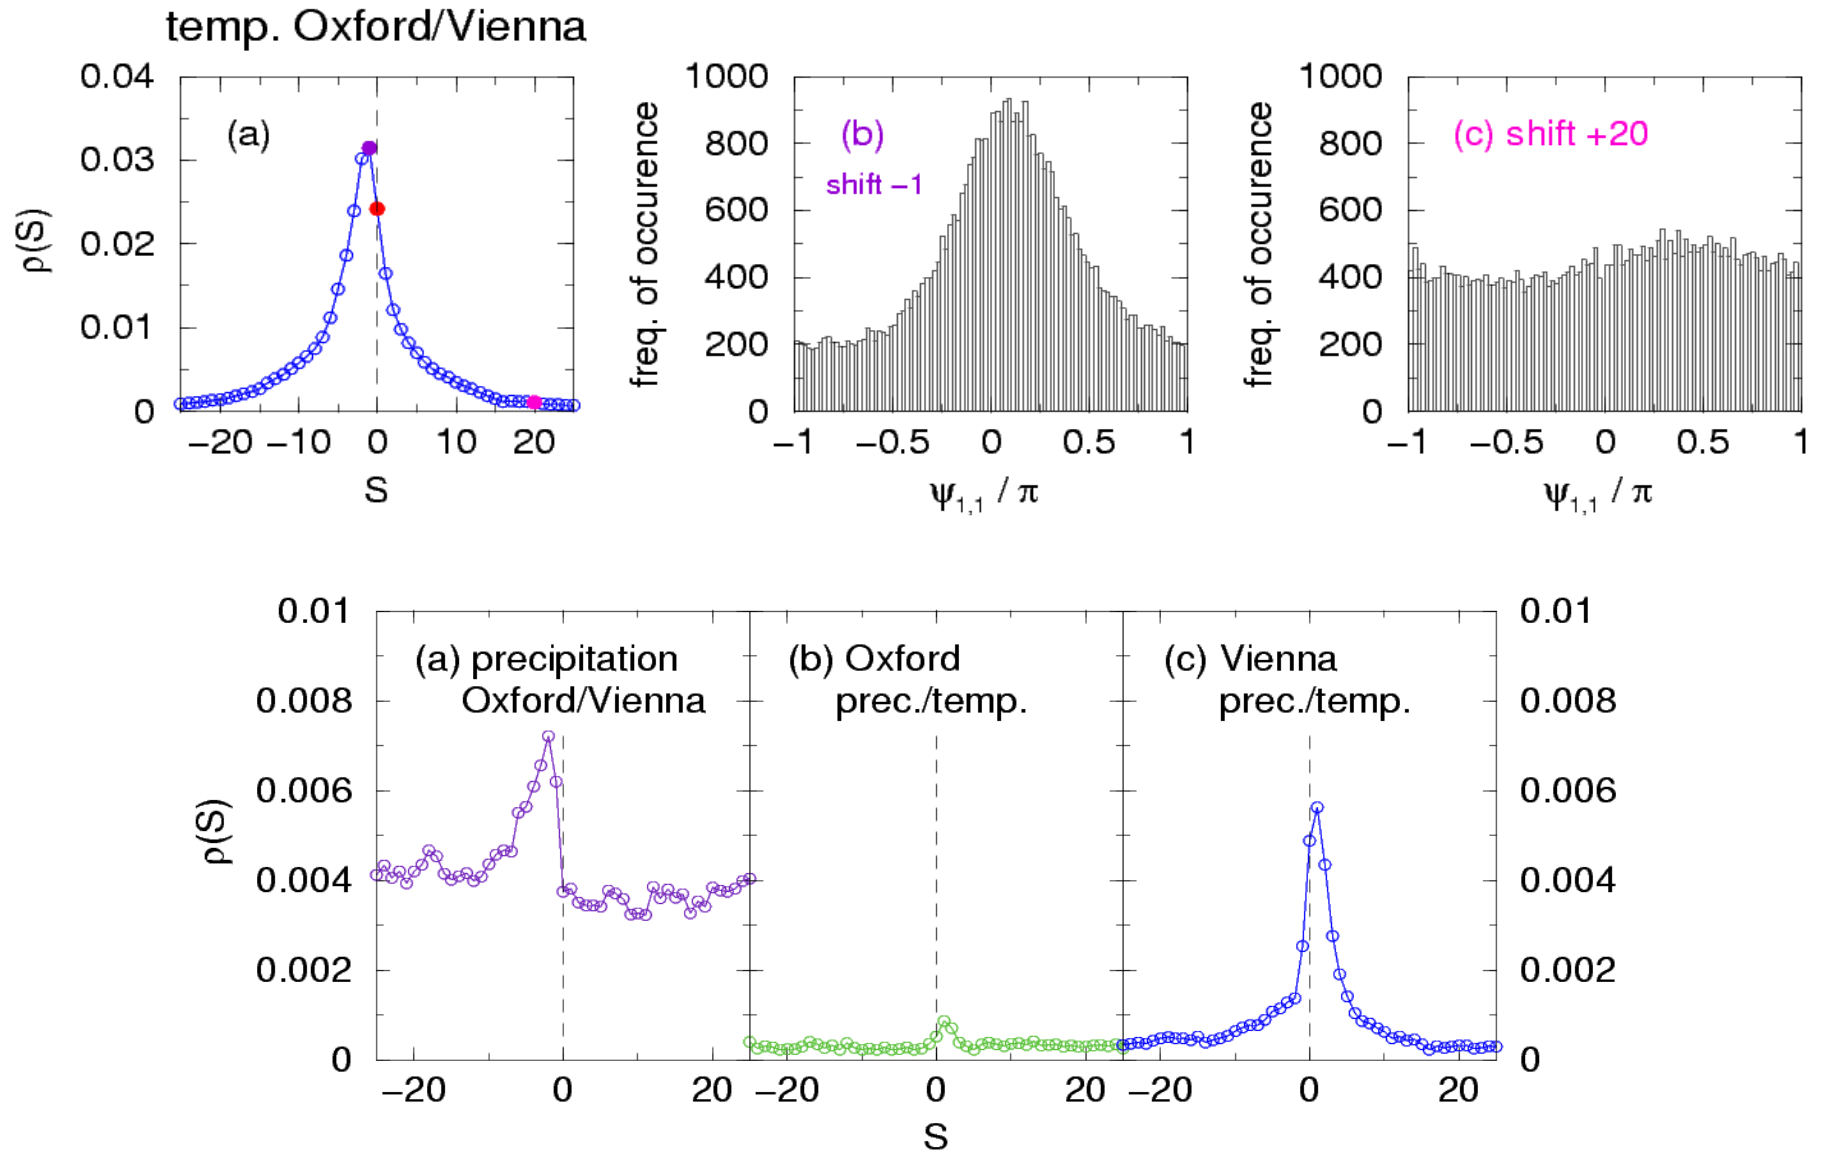 temp. Oxford/Vienna
0.04
0.03
0.02
0.01
0
ρ(S)
(a)
−20 −10 0 10 20
S
1000
800
600
400
200
0
freq. of occurence
(b)
shift −1
−1 −0.5 0 0.5 1
ψ1,1 / π
1000
800
600
400
200
0
freq. of occurence
(c) shift +20
−1 −0.5 0 0.5 1
ψ1,1 / π
0.01
0.008
0.006
0.004
0.002
0
ρ(S)
(a) precipitation
Oxford/Vienna
−20 0 20
(b) Oxford
prec./temp.
−20 0 20
S
(c) Vienna
prec./temp.
−20 0 20
0.01
0.008
0.006
0.004
0.002
0